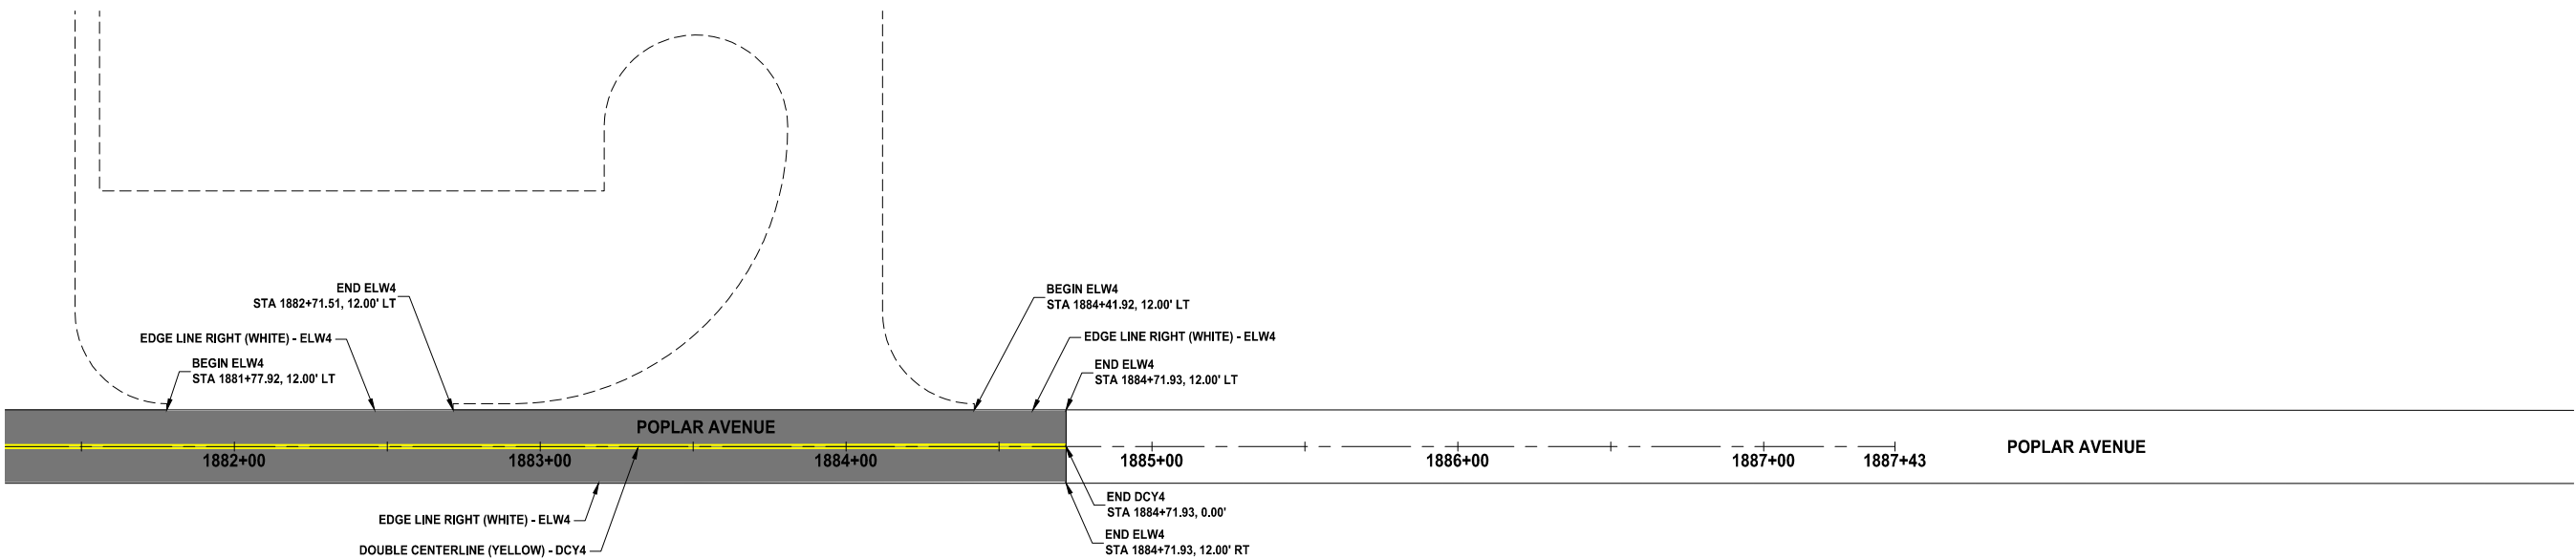 END ELW4
STA 1882+71.51, 12.00' LT
EDGE LINE RIGHT (WHITE) - ELW4
BEGIN ELW4
STA 1881+77.92, 12.00' LT
BEGIN ELW4
STA 1884+41.92, 12.00' LT
EDGE LINE RIGHT (WHITE) - ELW4
END ELW4
STA 1884+71.93, 12.00' LT
POPLAR AVENUE
POPLAR AVENUE
1882+00
1883+00
1884+00
1885+00
1886+00
1887+00
1887+43
END DCY4
STA 1884+71.93, 0.00'
EDGE LINE RIGHT (WHITE) - ELW4
END ELW4
STA 1884+71.93, 12.00' RT
DOUBLE CENTERLINE (YELLOW) - DCY4